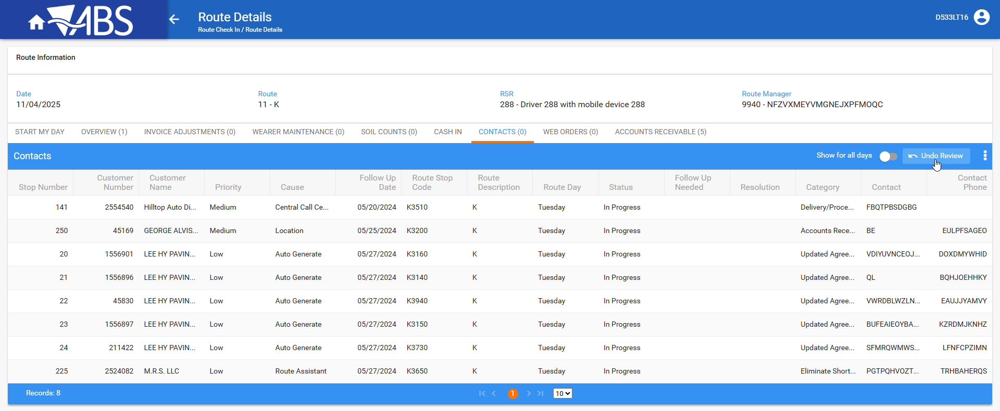 ABS
Route Details
Route Check In / Route Details
D533LT16
Route Information
Date
11/04/2025
Route
11 - K
RSR
288 - Driver 288 with mobile device 288
Route Manager
9940 - NFZVXMEYVMGNEJXPFMOQC
START MY DAY OVERVIEW (1) INVOICE ADJUSTMENTS (0) WEARER MAINTENANCE (0) SOIL COUNTS (0) CASH IN CONTACTS (0) WEB ORDERS (0) ACCOUNTS RECEIVABLE (5)
Contacts Show for all days Undo Review
Stop Number Customer Number Customer Name Priority Cause Follow Up Date Route Stop Code Route Description Route Day Status Follow Up Needed Resolution Category Contact Contact Phone
141 2554540 Hilltop Auto Di... Medium Central Call Ce... 05/20/2024 K3510 K Tuesday In Progress Delivery/Proce... FBQTPBSDGBG
250 45169 GEORGE ALVIS... Medium Location 05/25/2024 K3200 K Tuesday In Progress Accounts Rece... BE EULPFSAGEO
20 1556901 LEE HY PAVIN... Low Auto Generate 05/27/2024 K3160 K Tuesday In Progress Updated Agree... VDIYUVNCEOJ... DOXDMYWHID
21 1556896 LEE HY PAVIN... Low Auto Generate 05/27/2024 K3140 K Tuesday In Progress Updated Agree... QL BQHJOEHHKY
22 45830 LEE HY PAVIN... Low Auto Generate 05/27/2024 K3940 K Tuesday In Progress Updated Agree... VWRDBLWZLN... EAUJJYAMVY
23 1556897 LEE HY PAVIN... Low Auto Generate 05/27/2024 K3150 K Tuesday In Progress Updated Agree... BUFEAIEOYBA... KZRDMJKNHZ
24 211422 LEE HY PAVIN... Low Auto Generate 05/27/2024 K3730 K Tuesday In Progress Updated Agree... SFMRQWMWS... LFNFCPZIMN
225 2524082 M.R.S. LLC Low Route Assistant 05/27/2024 K3650 K Tuesday In Progress Eliminate Short... PGTPQHVOZT... TRHBAHERQS
Records: 8 1 10